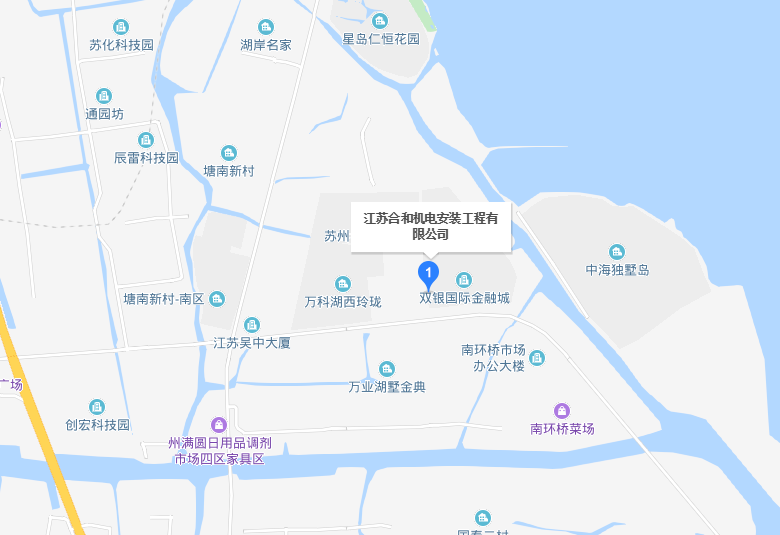 星岛仁恒花园
苏化科技园
湖岸名家
通园坊
辰雷科技园
塘南新村
江苏合和机电安装工程有
限公司
苏州
1
中海独墅岛
塘南新村-南区
万科湖西玲珑
双银国际金融城
江苏吴中大厦
南环桥市场
办公大楼
广场
万业湖墅金典
创宏科技园
南环桥菜场
州满圆日用品调剂
市场四区家具区